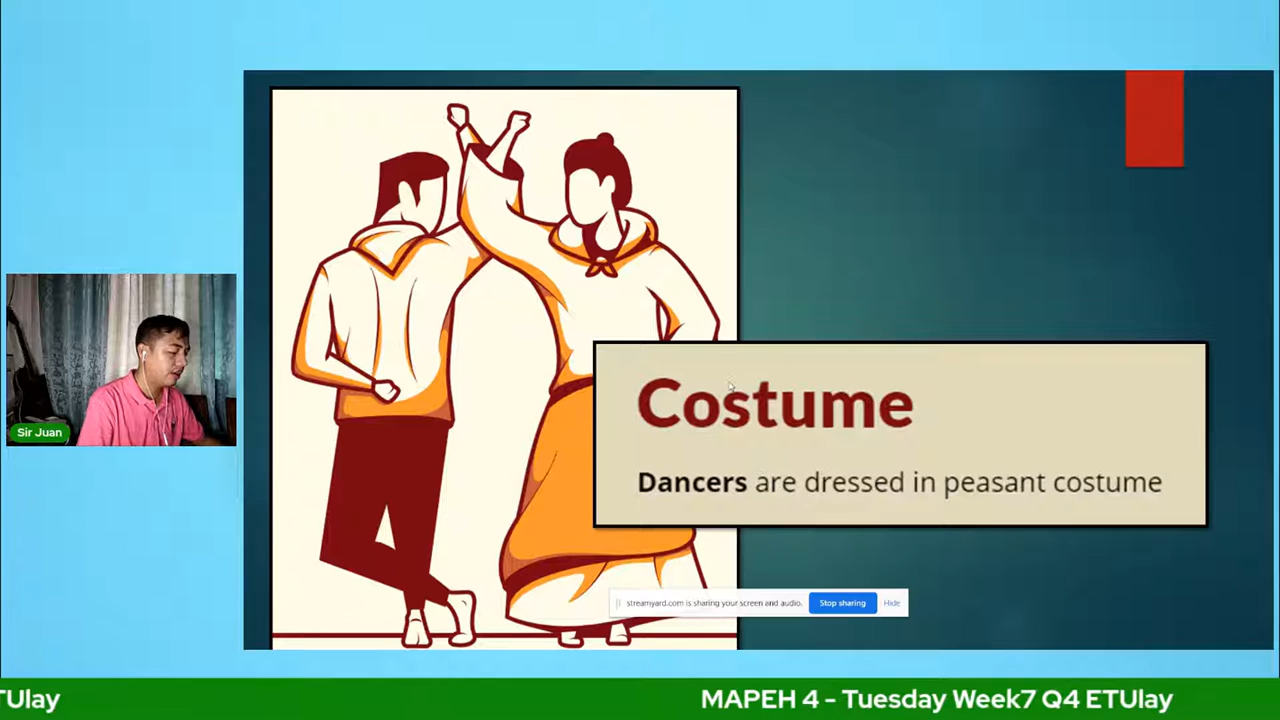 Costume
Dancers are dressed in peasant costume
Sir Juan
streamyard.com is sharing your screen and audio. Stop sharing Hide
TUlay MAPEH 4 - Tuesday Week7 Q4 ETUlay